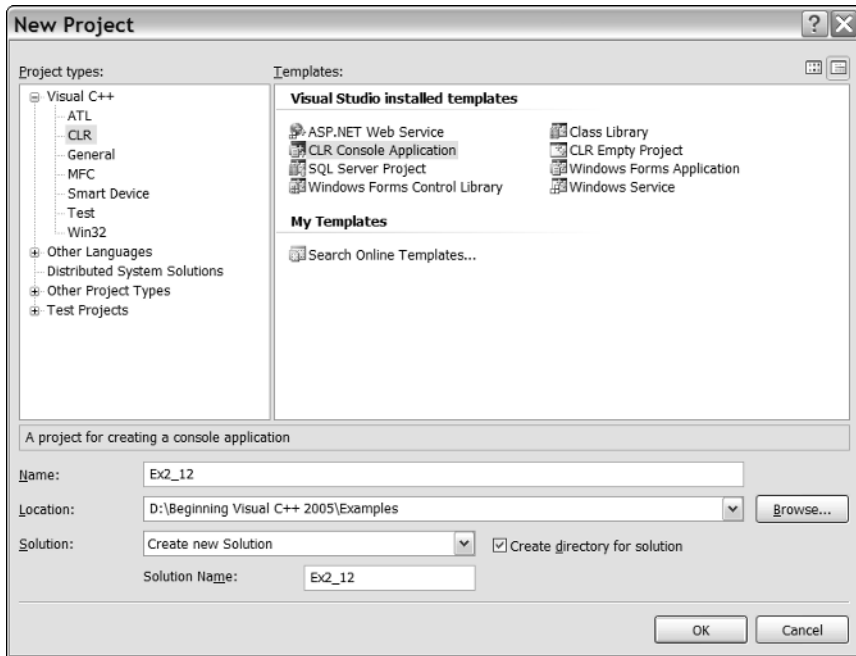 New Project
Project types:
Templates:
Visual C++
ATL
CLR
General
MFC
Smart Device
Test
Win32
Other Languages
Distributed System Solutions
Other Project Types
Test Projects
Visual Studio installed templates
ASP.NET Web Service
Class Library
CLR Console Application
CLR Empty Project
SQL Server Project
Windows Forms Application
Windows Forms Control Library
Windows Service
My Templates
Search Online Templates...
A project for creating a console application
Name: Ex2_12
Location: D:\Beginning Visual C++ 2005\Examples Browse...
Solution: Create new Solution Create directory for solution
Solution Name: Ex2_12
OK Cancel